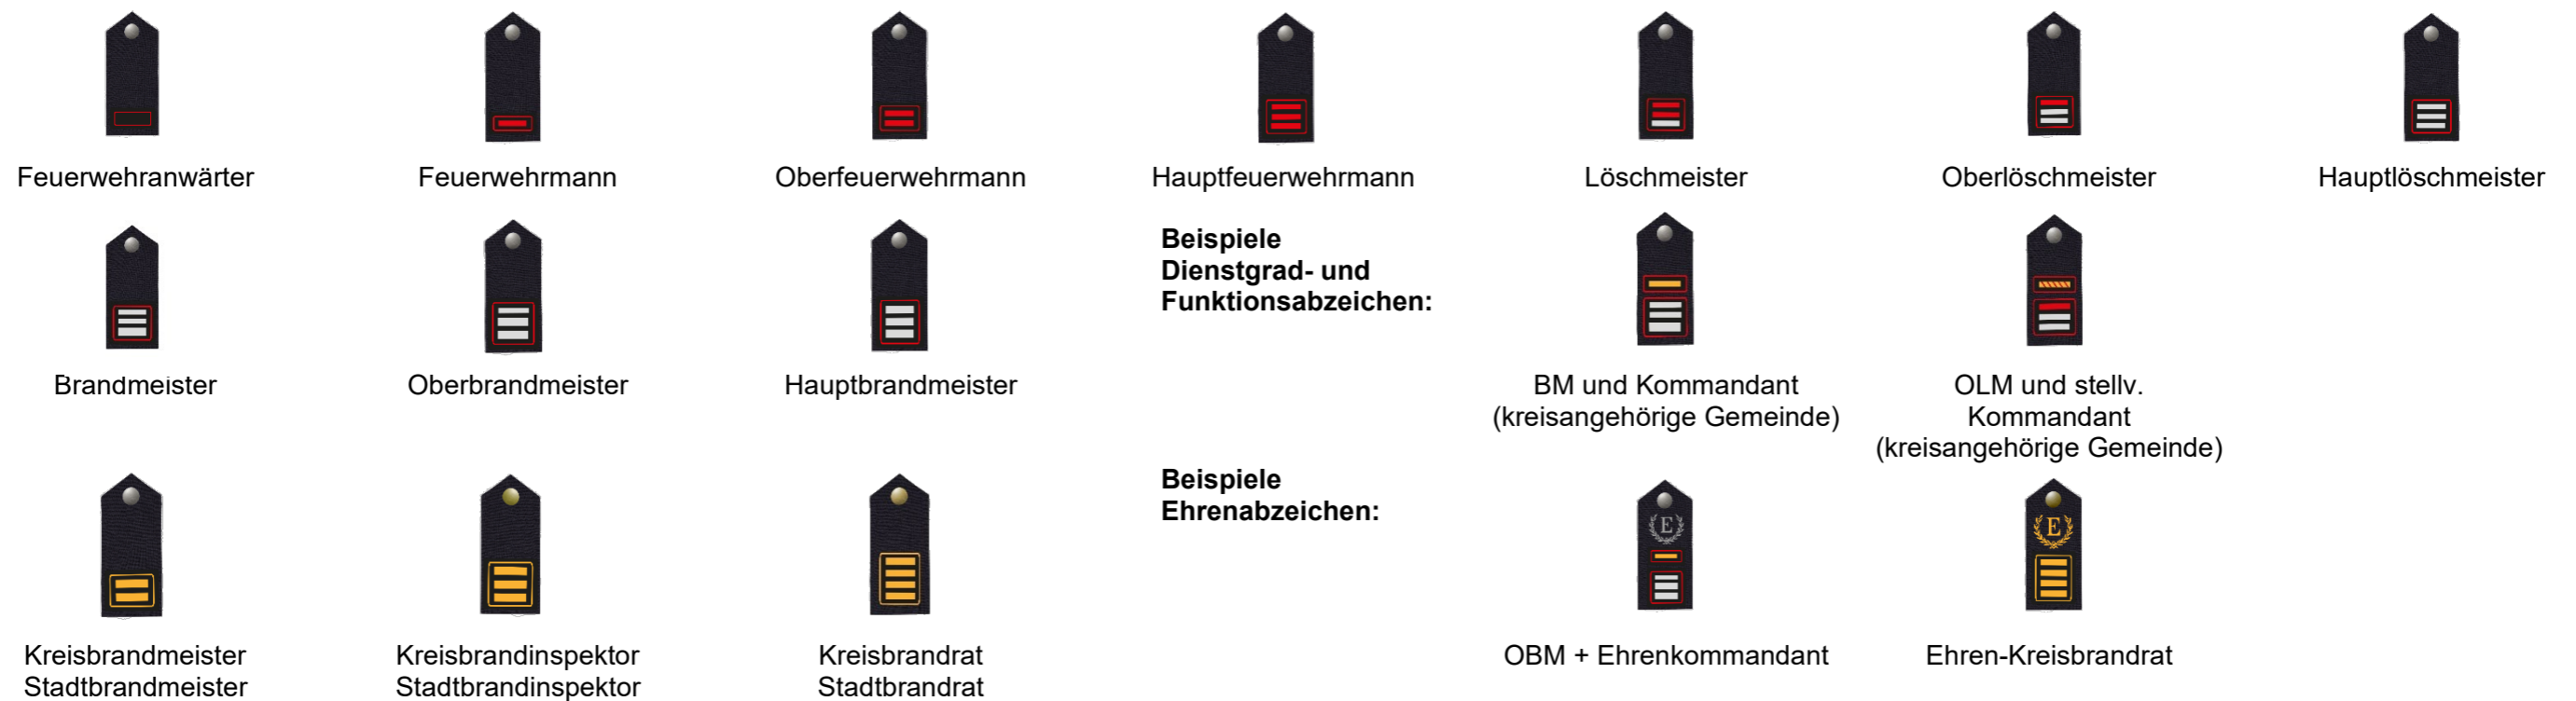 Feuerwehranwärter
Feuerwehrmann
Oberfeuerwehrmann
Hauptfeuerwehrmann
Löschmeister
Oberlöschmeister
Hauptlöschmeister
Brandmeister
Oberbrandmeister
Hauptbrandmeister
Beispiele
Dienstgrad- und
Funktionsabzeichen:
BM und Kommandant
(kreisangehörige Gemeinde)
OLM und stellv.
Kommandant
(kreisangehörige Gemeinde)
Kreisbrandmeister
Stadtbrandmeister
Kreisbrandinspektor
Stadtbrandinspektor
Kreisbrandrat
Stadtbrandrat
Beispiele
Ehrenabzeichen:
E
OBM + Ehrenkommandant
E
Ehren-Kreisbrandrat